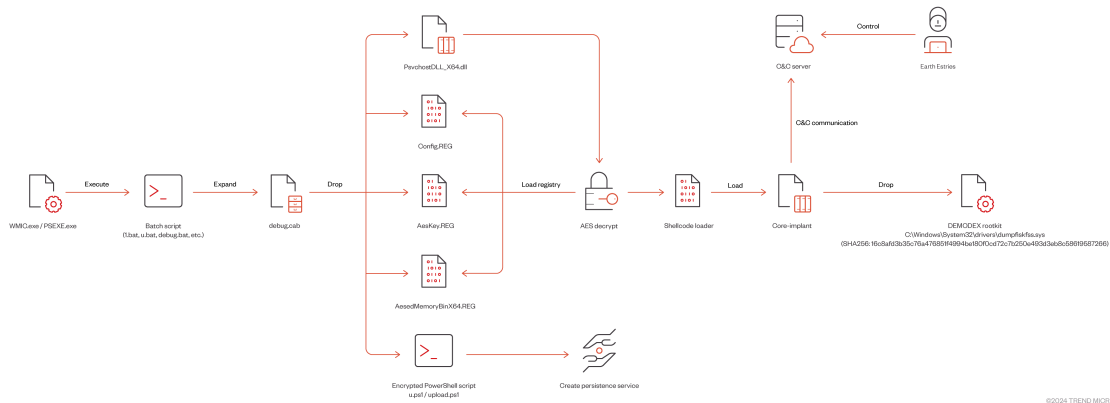 Control
PsvchostDLL_X64.dll
C&C server
Earth Estries
C&C communication
Config.REG
Execute
Expand
Drop
Load registry
Load
Drop
WMIC.exe / PSEXE.exe
Batch script
(1.bat, u.bat, debug.bat, etc.)
debug.cab
AesKey.REG
AES decrypt
Shellcode loader
Core-implant
DEMODEX rootkit
C:\Windows\System32\drivers\dumpfiskfss.sys
AesedMemoryBinX64.REG
Encrypted PowerShell script
u.ps1 / upload.ps1
Create persistence service
©2024 TREND MICR